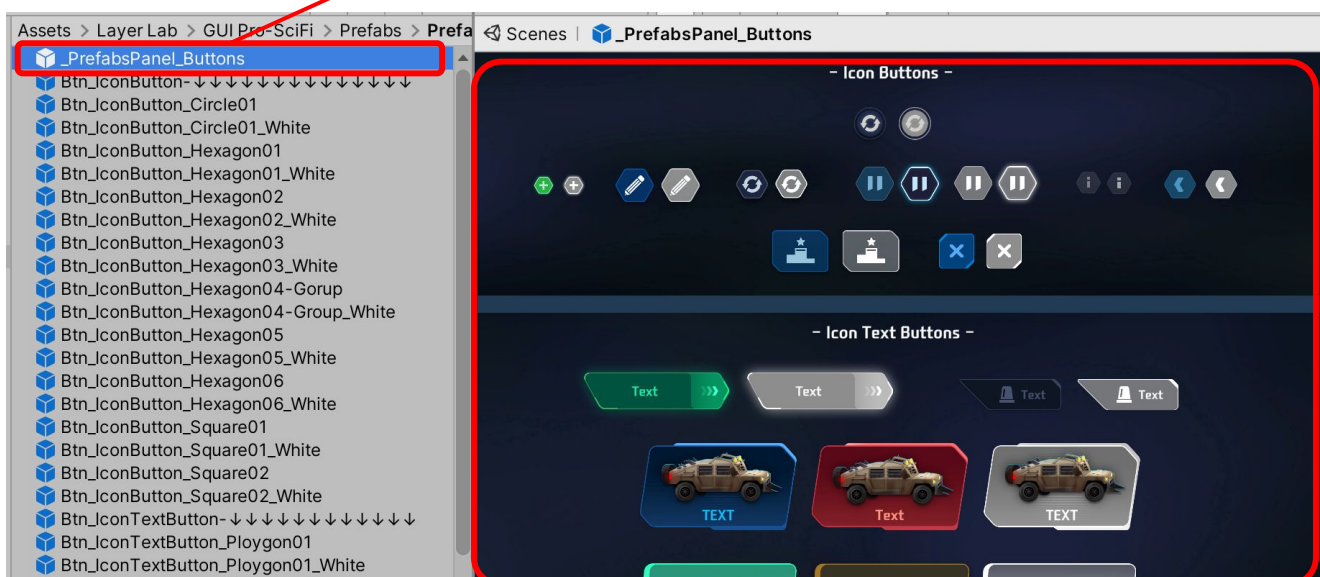 Assets > Layer Lab > GUI Pro-SciFi > Prefabs > Prefa
Scenes | _PrefabsPanel_Buttons
_PrefabsPanel_Buttons
Btn_IconButton-↓↓↓↓↓↓↓↓↓↓↓↓↓↓
Btn_IconButton_Circle01
Btn_IconButton_Circle01_White
Btn_IconButton_Hexagon01
Btn_IconButton_Hexagon01_White
Btn_IconButton_Hexagon02
Btn_IconButton_Hexagon02_White
Btn_IconButton_Hexagon03
Btn_IconButton_Hexagon03_White
Btn_IconButton_Hexagon04-Gorup
Btn_IconButton_Hexagon04-Group_White
Btn_IconButton_Hexagon05
Btn_IconButton_Hexagon05_White
Btn_IconButton_Hexagon06
Btn_IconButton_Hexagon06_White
Btn_IconButton_Square01
Btn_IconButton_Square01_White
Btn_IconButton_Square02
Btn_IconButton_Square02_White
Btn_IconTextButton-↓↓↓↓↓↓↓↓↓↓↓↓
Btn_IconTextButton_Ploygon01
Btn_IconTextButton_Ploygon01_White
– Icon Buttons –
– Icon Text Buttons –
Text Text Text Text
TEXT Text TEXT